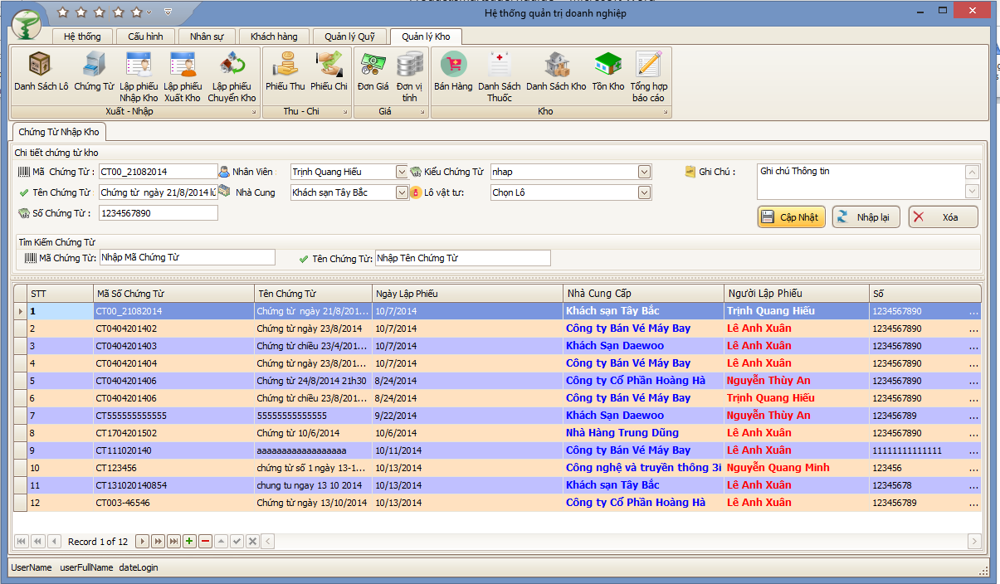 Hệ thống quản trị doanh nghiệp
Hệ thống Cấu hình Nhân sự Khách hàng Quản lý Quỹ Quản lý Kho
Danh Sách Lô Chứng Từ Lập phiếu Nhập Kho Lập phiếu Xuất Kho Lập phiếu Chuyển Kho Phiếu Thu Phiếu Chi Đơn Giá Đơn vị tính Bán Hàng Danh Sách Thuốc Danh Sách Kho Tồn Kho Tổng hợp báo cáo
Xuất - Nhập Thu - Chi Giá Kho
Chứng Từ Nhập Kho
Chi tiết chứng từ kho
Mã Chứng Từ : CT00_21082014 Nhân Viên Trịnh Quang Hiếu Kiểu Chứng Từ nhap Ghi Chú : Ghi chú Thông tin
Tên Chứng Từ : Chứng từ ngày 21/8/2014 lú Nhà Cung Khách sạn Tây Bắc Lô vật tư: Chọn Lô
Số Chứng Từ : 1234567890 Cập Nhật Nhập lại Xóa
Tìm Kiếm Chứng Từ
Mã Chứng Từ: Nhập Mã Chứng Từ Tên Chứng Từ: Nhập Tên Chứng Từ
STT Mã Số Chứng Từ Tên Chứng Từ Ngày Lập Phiếu Nhà Cung Cấp Người Lập Phiếu Số
1 CT00_21082014 Chứng từ ngày 21/8/201... 10/7/2014 Khách sạn Tây Bắc Trịnh Quang Hiếu 1234567890 ...
2 CT0404201402 Chứng từ ngày 23/8/2014 10/7/2014 Công ty Bán Vé Máy Bay Lê Anh Xuân 1234567890 ...
3 CT0404201403 Chứng từ chiều 23/4/201... 10/7/2014 Khách Sạn Daewoo Lê Anh Xuân 1234567890 ...
4 CT0404201404 Chứng từ ngày 23/8/201... 10/7/2014 Công ty Bán Vé Máy Bay Lê Anh Xuân 1234567890 ...
5 CT0404201406 Chứng từ 24/8/2014 21h30 8/24/2014 Công ty Cổ Phần Hoàng Hà Nguyễn Thùy An 1234567890 ...
6 CT0404201406 Chứng từ chiều 23/8/201... 8/24/2014 Công ty Bán Vé Máy Bay Trịnh Quang Hiếu 1234567890 ...
7 CT555555555555 55555555555555 9/22/2014 Khách Sạn Daewoo Nguyễn Thùy An 123456789 ...
8 CT1704201502 Chứng từ 10/6/2014 10/6/2014 Nhà Hàng Trung Dũng Lê Anh Xuân 1234567890 ...
9 CT111020140 aaaaaaaaaaaaaaaaaa 10/11/2014 Công ty Bán Vé Máy Bay Lê Anh Xuân 11111111111111 ...
10 CT123456 chứng từ số 1 ngày 13-1... 10/13/2014 Công nghệ và truyền thông 3i Nguyễn Quang Minh 123456 ...
11 CT131020140854 chung tu ngay 13 10 2014 10/13/2014 Khách sạn Tây Bắc Lê Anh Xuân 12345678 ...
12 CT003-46546 Chứng từ ngày 13/10/2014 10/13/2014 Công ty Cổ Phần Hoàng Hà Lê Anh Xuân 123456789 ...
Record 1 of 12
UserName userFullName dateLogin